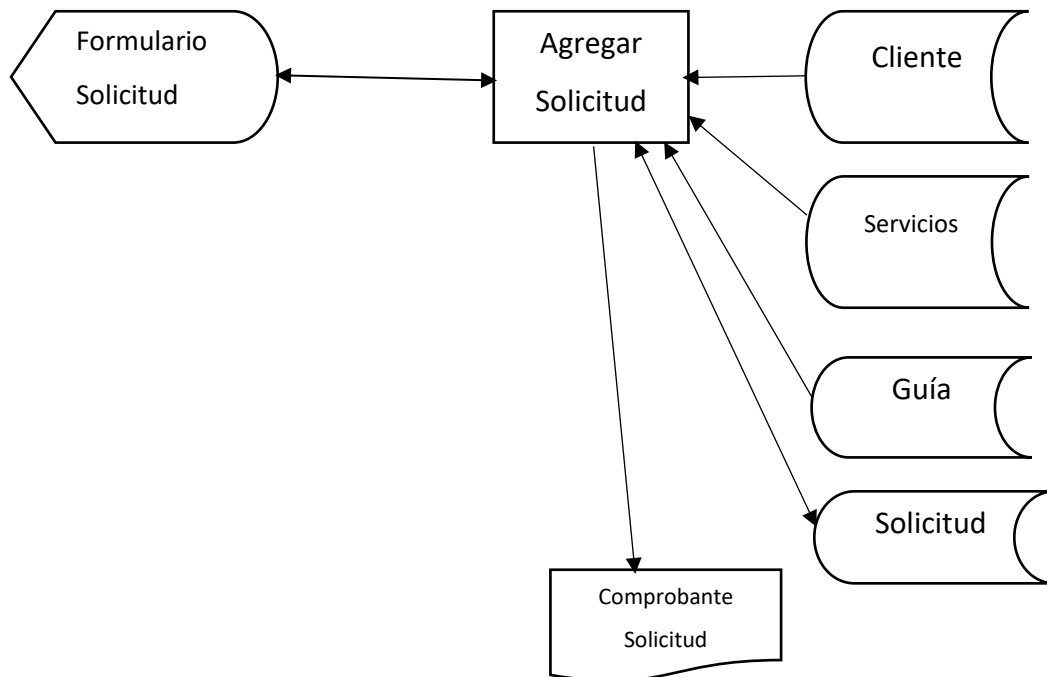 Formulario
Solicitud
Agregar
Solicitud
Cliente
Servicios
Guía
Solicitud
Comprobante
Solicitud